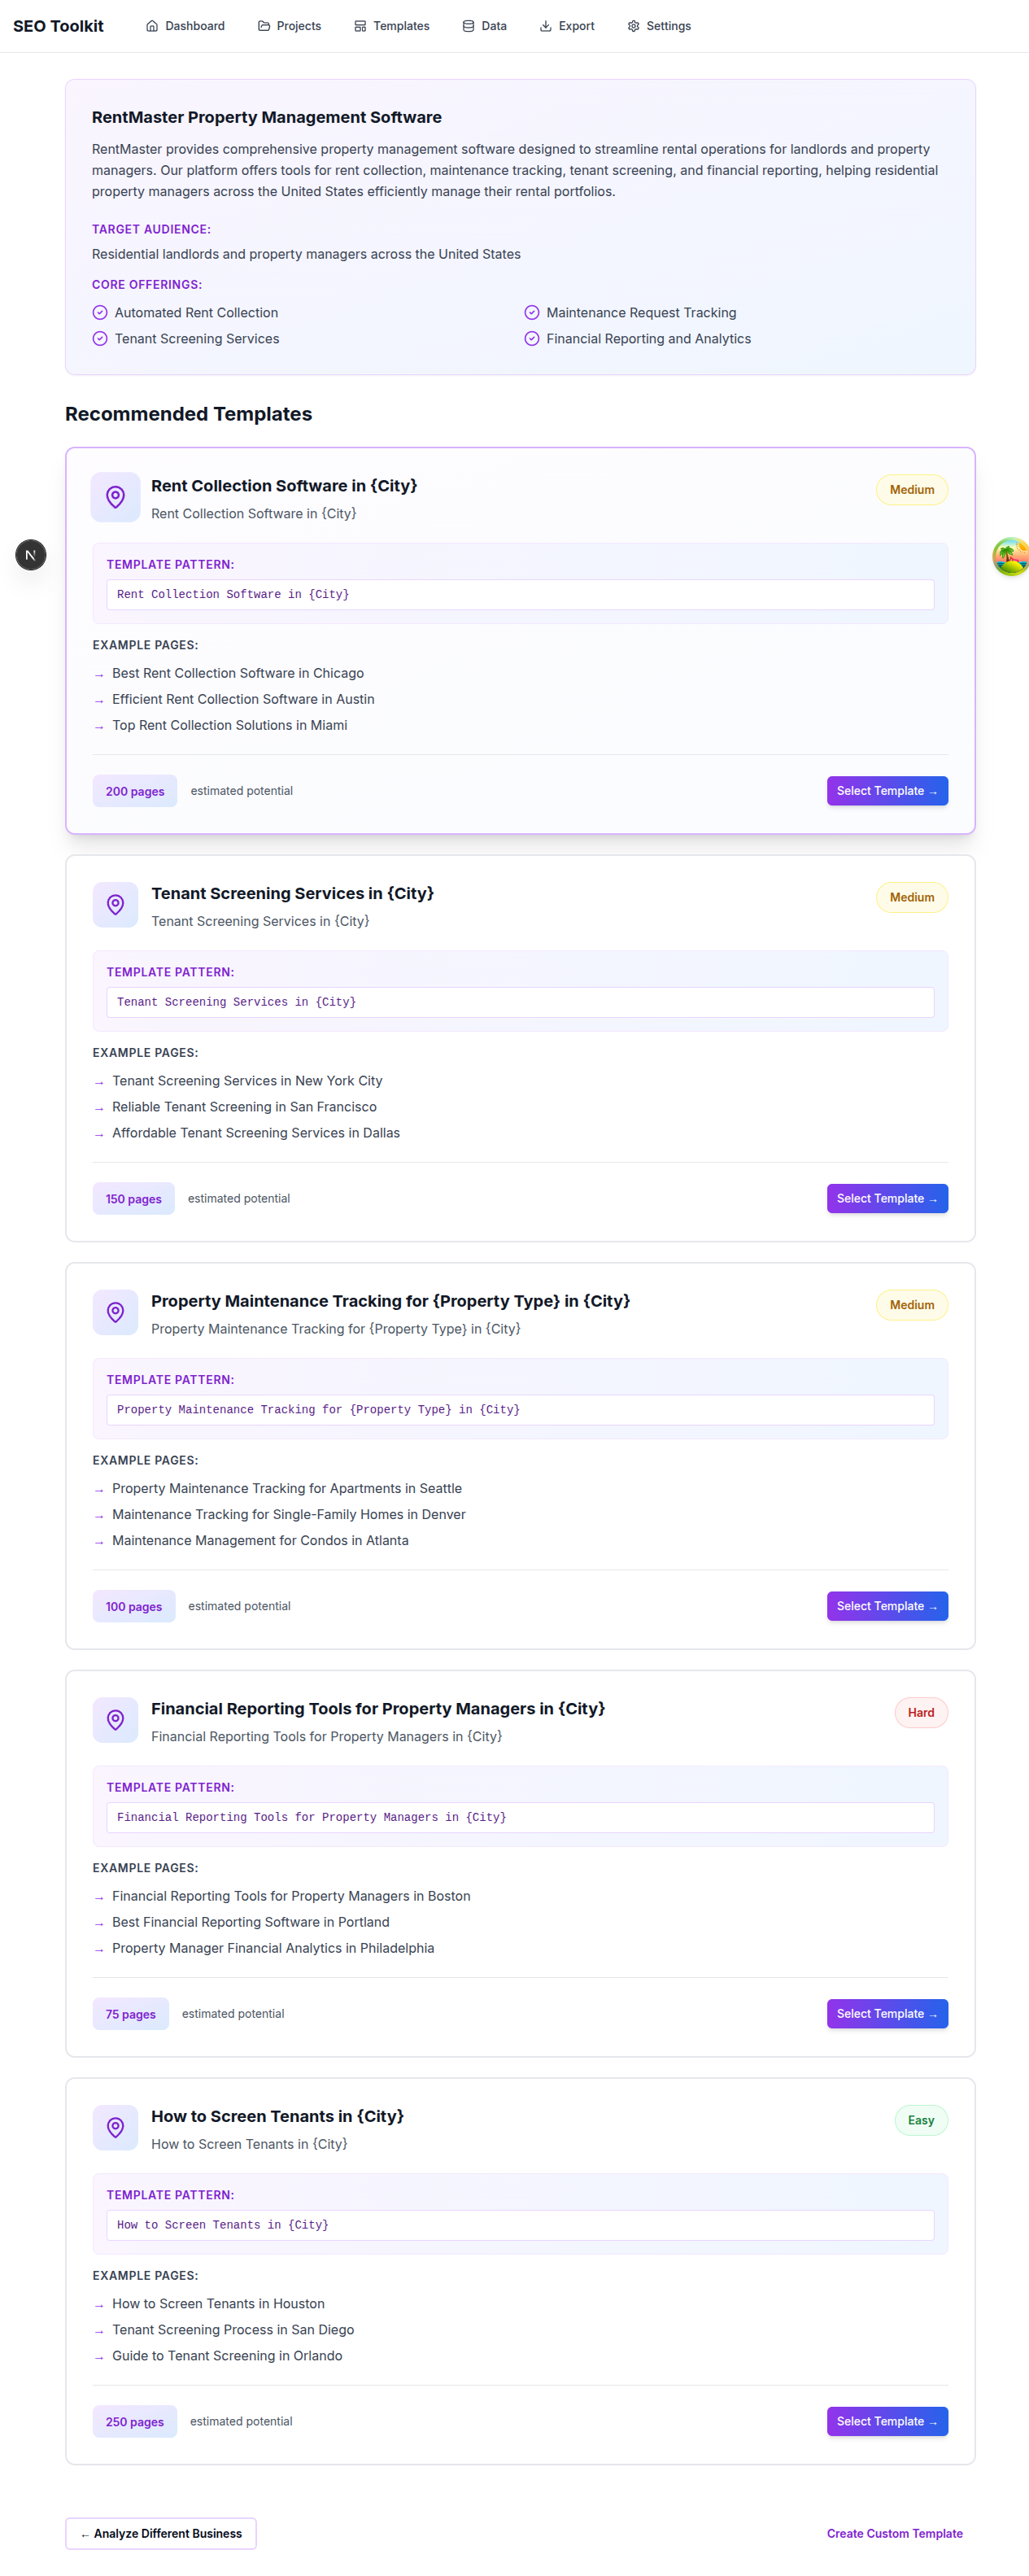 SEO Toolkit
Dashboard
Projects
Templates
Data
Export
Settings
RentMaster Property Management Software
RentMaster provides comprehensive property management software designed to streamline rental operations for landlords and property
managers. Our platform offers tools for rent collection, maintenance tracking, tenant screening, and financial reporting, helping residential
property managers across the United States efficiently manage their rental portfolios.
TARGET AUDIENCE:
Residential landlords and property managers across the United States
CORE OFFERINGS:
Automated Rent Collection
Maintenance Request Tracking
Tenant Screening Services
Financial Reporting and Analytics
Recommended Templates
Rent Collection Software in {City}
Medium
Rent Collection Software in {City}
N
TEMPLATE PATTERN:
Rent Collection Software in {City}
EXAMPLE PAGES:
→ Best Rent Collection Software in Chicago
→ Efficient Rent Collection Software in Austin
→ Top Rent Collection Solutions in Miami
200 pages estimated potential
Select Template →
Tenant Screening Services in {City}
Medium
Tenant Screening Services in {City}
TEMPLATE PATTERN:
Tenant Screening Services in {City}
EXAMPLE PAGES:
→ Tenant Screening Services in New York City
→ Reliable Tenant Screening in San Francisco
→ Affordable Tenant Screening Services in Dallas
150 pages estimated potential
Select Template →
Property Maintenance Tracking for {Property Type} in {City}
Medium
Property Maintenance Tracking for {Property Type} in {City}
TEMPLATE PATTERN:
Property Maintenance Tracking for {Property Type} in {City}
EXAMPLE PAGES:
→ Property Maintenance Tracking for Apartments in Seattle
→ Maintenance Tracking for Single-Family Homes in Denver
→ Maintenance Management for Condos in Atlanta
100 pages estimated potential
Select Template →
Financial Reporting Tools for Property Managers in {City}
Hard
Financial Reporting Tools for Property Managers in {City}
TEMPLATE PATTERN:
Financial Reporting Tools for Property Managers in {City}
EXAMPLE PAGES:
→ Financial Reporting Tools for Property Managers in Boston
→ Best Financial Reporting Software in Portland
→ Property Manager Financial Analytics in Philadelphia
75 pages estimated potential
Select Template →
How to Screen Tenants in {City}
Easy
How to Screen Tenants in {City}
TEMPLATE PATTERN:
How to Screen Tenants in {City}
EXAMPLE PAGES:
→ How to Screen Tenants in Houston
→ Tenant Screening Process in San Diego
→ Guide to Tenant Screening in Orlando
250 pages estimated potential
Select Template →
← Analyze Different Business
Create Custom Template